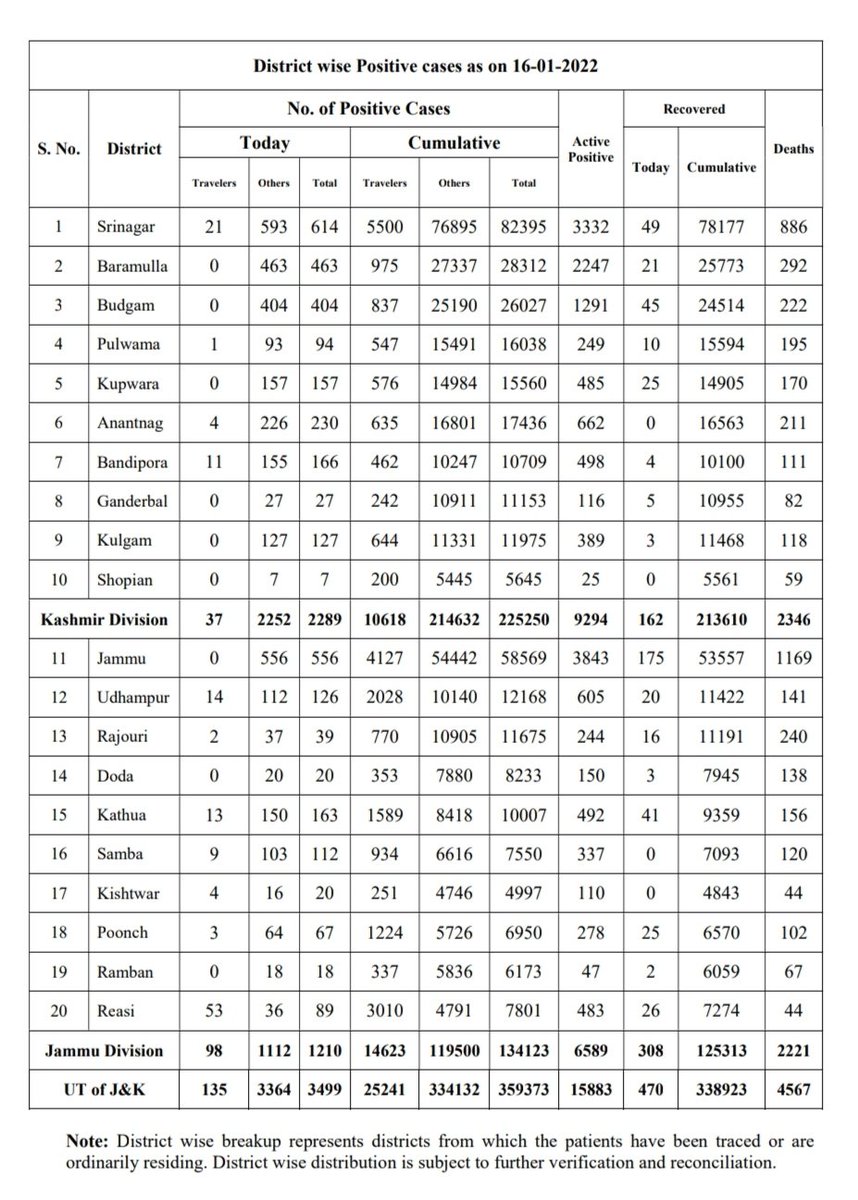 District wise Positive cases as on 16-01-2022
S. No. District No. of Positive Cases Active Positive Recovered Deaths
Today Cumulative Today Cumulative
Travelers Others Total Travelers Others Total
1 Srinagar 21 593 614 5500 76895 82395 3332 49 78177 886
2 Baramulla 0 463 463 975 27337 28312 2247 21 25773 292
3 Budgam 0 404 404 837 25190 26027 1291 45 24514 222
4 Pulwama 1 93 94 547 15491 16038 249 10 15594 195
5 Kupwara 0 157 157 576 14984 15560 485 25 14905 170
6 Anantnag 4 226 230 635 16801 17436 662 0 16563 211
7 Bandipora 11 155 166 462 10247 10709 498 4 10100 111
8 Ganderbal 0 27 27 242 10911 11153 116 5 10955 82
9 Kulgam 0 127 127 644 11331 11975 389 3 11468 118
10 Shopian 0 7 7 200 5445 5645 25 0 5561 59
Kashmir Division 37 2252 2289 10618 214632 225250 9294 162 213610 2346
11 Jammu 0 556 556 4127 54442 58569 3843 175 53557 1169
12 Udhampur 14 112 126 2028 10140 12168 605 20 11422 141
13 Rajouri 2 37 39 770 10905 11675 244 16 11191 240
14 Doda 0 20 20 353 7880 8233 150 3 7945 138
15 Kathua 13 150 163 1589 8418 10007 492 41 9359 156
16 Samba 9 103 112 934 6616 7550 337 0 7093 120
17 Kishtwar 4 16 20 251 4746 4997 110 0 4843 44
18 Poonch 3 64 67 1224 5726 6950 278 25 6570 102
19 Ramban 0 18 18 337 5836 6173 47 2 6059 67
20 Reasi 53 36 89 3010 4791 7801 483 26 7274 44
Jammu Division 98 1112 1210 14623 119500 134123 6589 308 125313 2221
UT of J&K 135 3364 3499 25241 334132 359373 15883 470 338923 4567
Note: District wise breakup represents districts from which the patients have been traced or are
ordinarily residing. District wise distribution is subject to further verification and reconciliation.